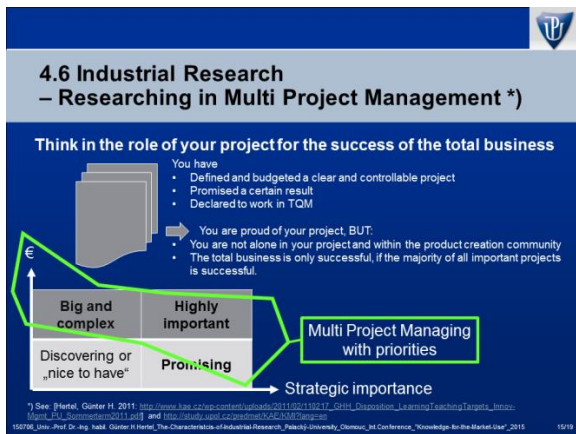 4.6 Industrial Research
– Researching in Multi Project Management *)
Think in the role of your project for the success of the total business
You have
• Defined and budgeted a clear and controllable project
• Promised a certain result
• Declared to work in TQM
You are proud of your project, BUT:
• You are not alone in your project and within the product creation community
• The total business is only successful, if the majority of all important projects
is successful.
€
Big and
complex
Highly
important
Discovering or
„nice to have“
Promising
Multi Project Managing
with priorities
Strategic importance
*) See: [Hertel, Günter H. 2011: http://www.kae.cz/wp-content/uploads/2011/02/110217_GHH_Disposition_LearningTeachingTargets_Innov-
Mgmt_PU_Sommerterm2011.pdf] and http://study.upol.cz/predmet/KAE/KMI?lang=en
150706_Univ.-Prof. Dr.-Ing. habil. Günter.H.Hertel_The-Characteristcis-of-Industrial-Research_Palacký-University_Olomouc_Int.Conference_"Knowledge-for-the-Market-Use"_2015
15/19